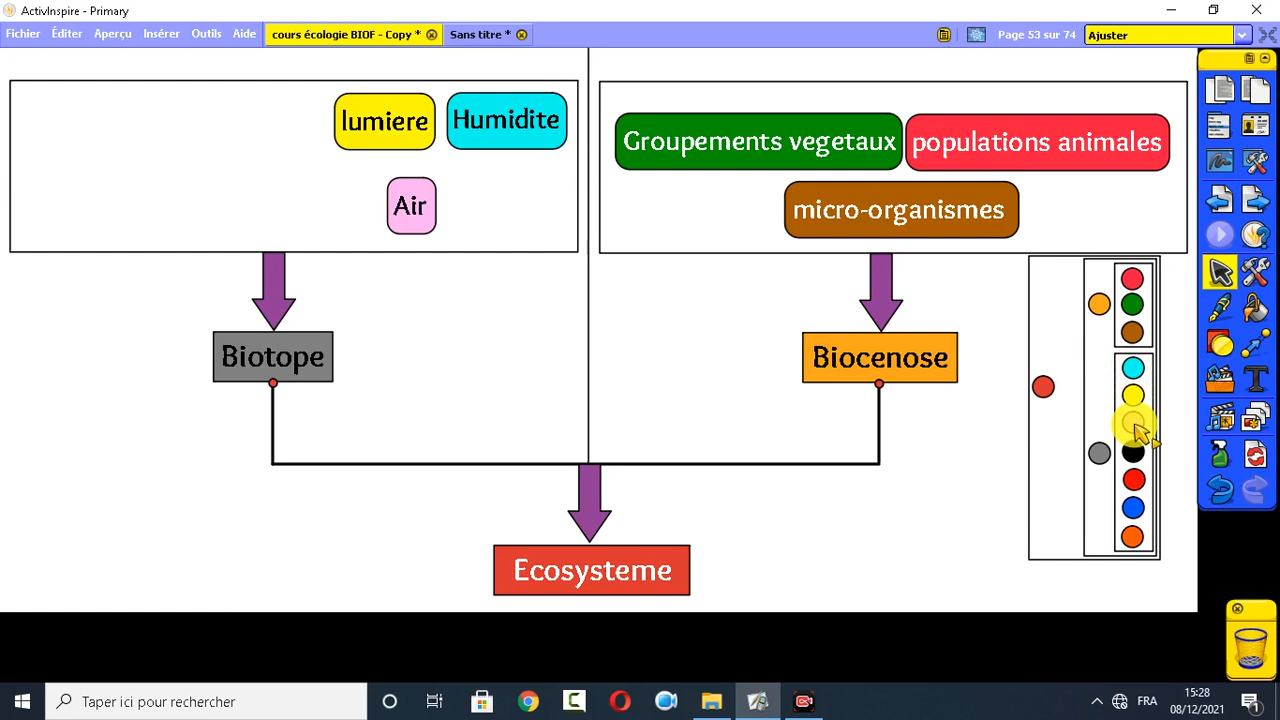 ActivInspire - Primary
Fichier Éditer Aperçu Insérer Outils Aide
cours écologie BIOF - Copy *
Sans titre *
Page 53 sur 74
Ajuster
lumiere
Humidite
Air
Groupements vegetaux
populations animales
micro-organismes
Biotope
Biocenose
Ecosysteme
Taper ici pour rechercher
FRA
15:28
08/12/2021